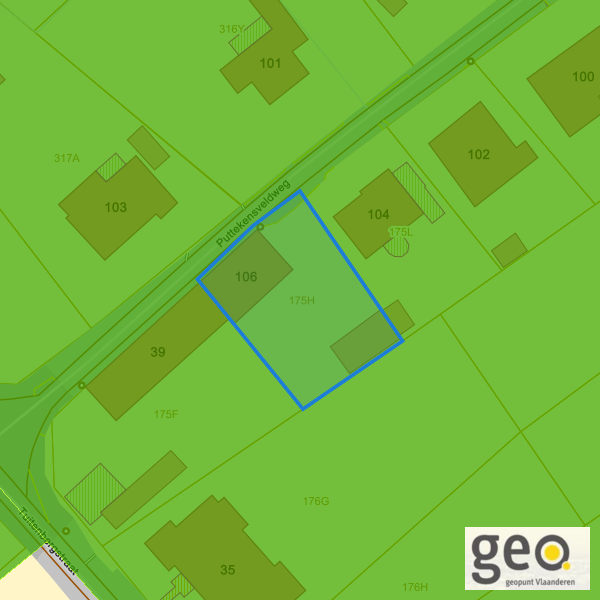 316Y
101
100
317A
102
103
Puttekensveldweg
104
175L
106
175H
39
175F
176G
Tuitenborgstraat
35
176H
geo.
geopunt Vlaanderen